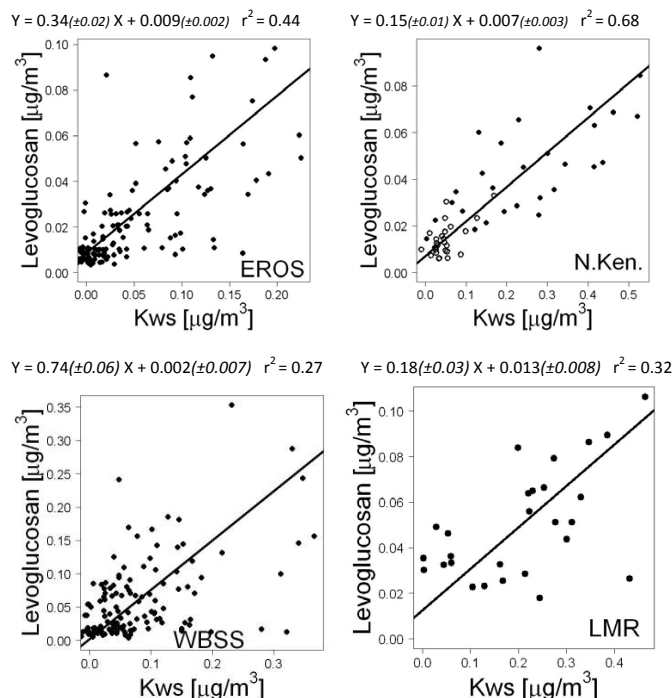 Y = 0.34(±0.02) X + 0.009(±0.002) r² = 0.44
Levoglucosan [μg/m³]
0.10
0.08
0.06
0.04
0.02
0.00
EROS
0.00 0.05 0.10 0.15 0.20
Kws [μg/m³]
Y = 0.15(±0.01) X + 0.007(±0.003) r² = 0.68
Levoglucosan [μg/m³]
0.08
0.06
0.04
0.02
0.00
N.Ken.
0.0 0.1 0.2 0.3 0.4 0.5
Kws [μg/m³]
Y = 0.74(±0.06) X + 0.002(±0.007) r² = 0.27
Levoglucosan [μg/m³]
0.35
0.30
0.25
0.20
0.15
0.10
0.05
0.00
WBSS
0.0 0.1 0.2 0.3
Kws [μg/m³]
Y = 0.18(±0.03) X + 0.013(±0.008) r² = 0.32
Levoglucosan [μg/m³]
0.10
0.08
0.06
0.04
0.02
0.00
LMR
0.0 0.1 0.2 0.3 0.4
Kws [μg/m³]